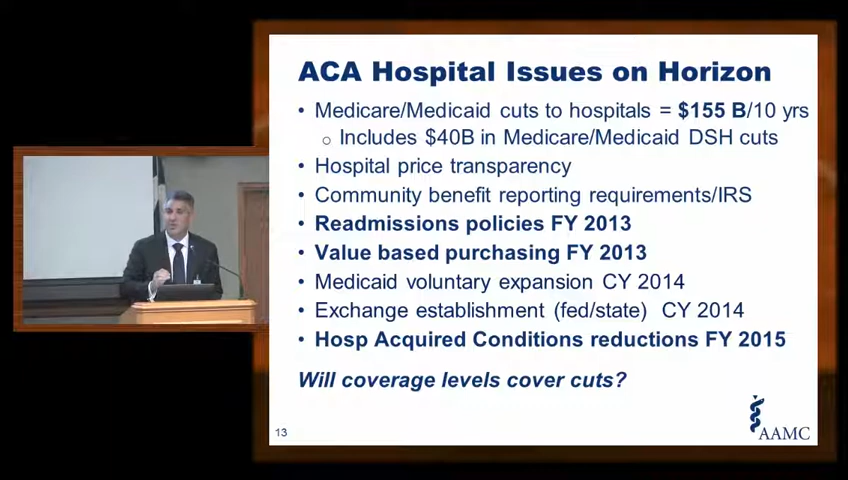 ACA Hospital Issues on Horizon
• Medicare/Medicaid cuts to hospitals = $155 B/10 yrs
o Includes $40B in Medicare/Medicaid DSH cuts
• Hospital price transparency
• Community benefit reporting requirements/IRS
• Readmissions policies FY 2013
• Value based purchasing FY 2013
• Medicaid voluntary expansion CY 2014
• Exchange establishment (fed/state) CY 2014
• Hosp Acquired Conditions reductions FY 2015
Will coverage levels cover cuts?
13
AAMC